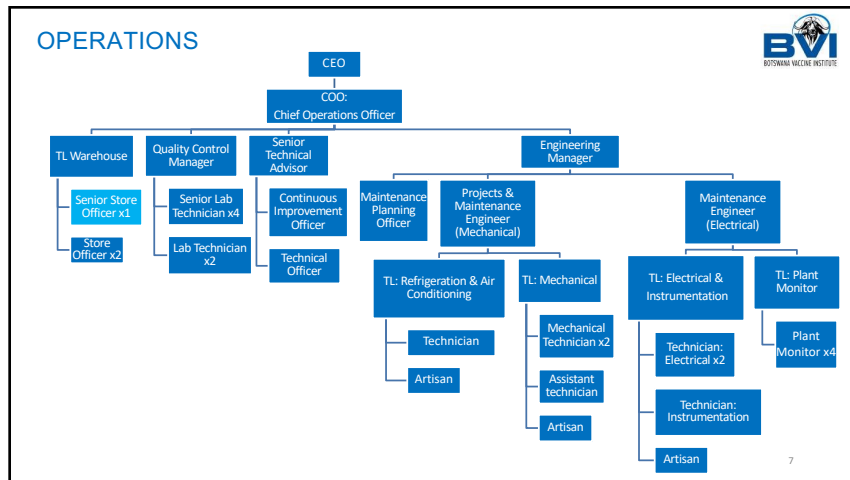 OPERATIONS
BVI
BOTSWANA VACCINE INSTITUTE
CEO
COO:
Chief Operations Officer
TL Warehouse
Quality Control
Manager
Senior
Technical
Advisor
Engineering
Manager
Senior Store
Officer x1
Store
Officer x2
Senior Lab
Technician x4
Lab Technician
x2
Continuous
Improvement
Officer
Technical
Officer
Maintenance
Planning
Officer
Projects &
Maintenance
Engineer
(Mechanical)
Maintenance
Engineer
(Electrical)
TL: Refrigeration & Air
Conditioning
Technician
Artisan
TL: Mechanical
Mechanical
Technician x2
Assistant
technician
Artisan
TL: Electrical &
Instrumentation
Technician:
Electrical x2
Technician:
Instrumentation
Artisan
TL: Plant
Monitor
Plant
Monitor x4
7